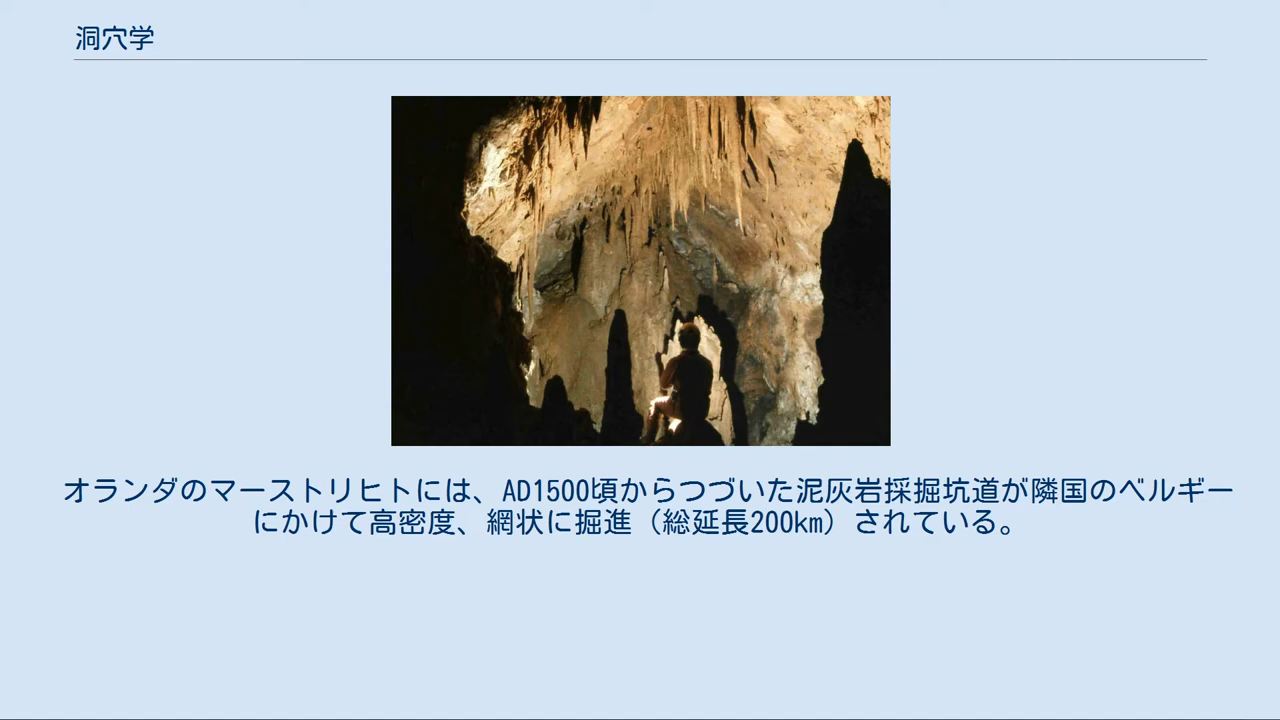 洞穴学
オランダのマーストリヒトには、AD1500頃からつづいた泥灰岩採掘坑道が隣国のベルギー
にかけて高密度、網状に掘進（総延長200km）されている。